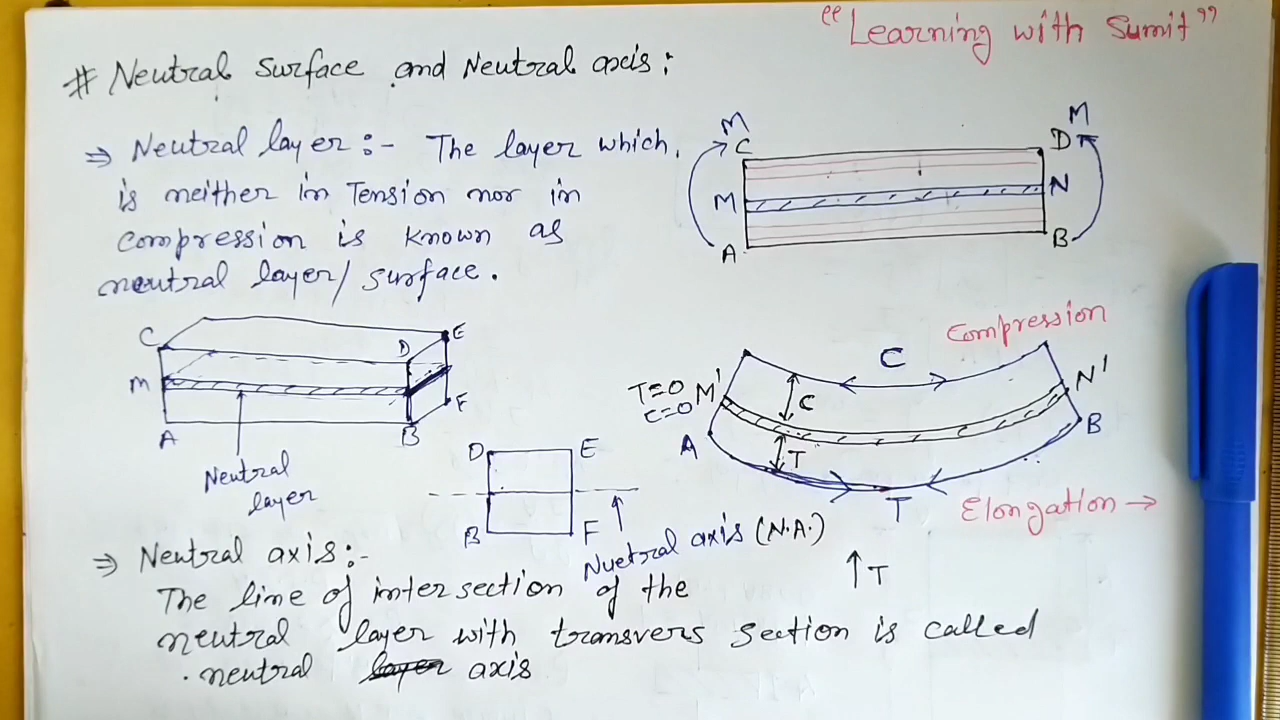 "Learning with Sumit"
# Neutral Surface and Neutral axis:
⇒ Neutral layer :- The layer which
is neither in Tension nor in
compression is known as
neutral layer/surface.
M M
C D
M N
A B
C E
D
M
F
A B
Neutral
layer
D E
B F
Nuetral axis (N.A.)
Compression
C
T=0 M' N'
C=0
C
A B
T
T
Elongation →
↑T
⇒ Neutral axis:-
The line of intersection of the
neutral layer with transvers section is called
neutral layer axis